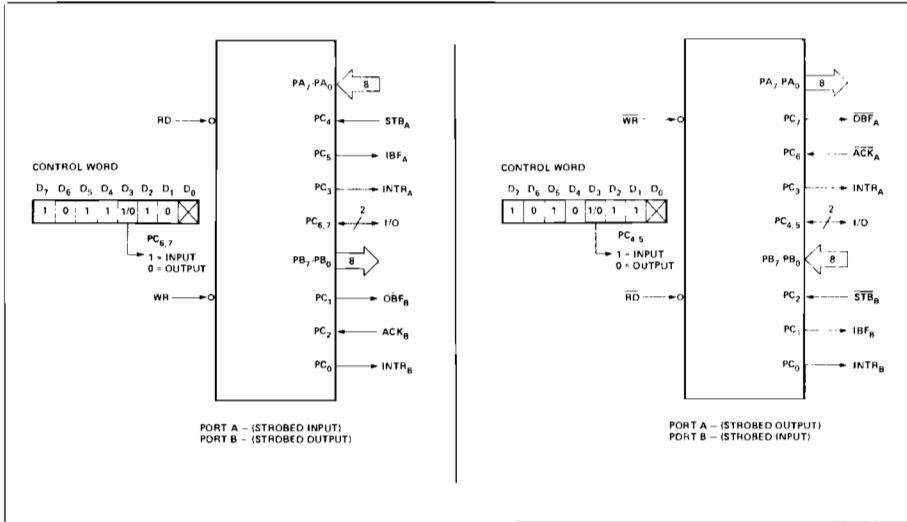 PA7-PA0
8
RD
PC4
STBA
PC5
IBFA
CONTROL WORD
D7 D6 D5 D4 D3 D2 D1 D0
1 0 1 1 1/0 1 0
PC3
INTRA
PC6,7
2
I/O
PC6,7
1 = INPUT
0 = OUTPUT
PB7-PB0
8
WR
PC1
OBFB
PC2
ACKB
PC0
INTRB
PORT A – (STROBED INPUT)
PORT B – (STROBED OUTPUT)
PA7 PA0
8
WR
PC7
OBFA
PC6
ACKA
CONTROL WORD
D7 D6 D5 D4 D3 D2 D1 D0
1 0 1 0 1/0 1 1
PC3
INTRA
PC4,5
2
I/O
PC4 5
1 = INPUT
0 = OUTPUT
PB7-PB0
8
RD
PC2
STBB
PC1
IBFB
PC0
INTRB
PORT A – (STROBED OUTPUT)
PORT B – (STROBED INPUT)